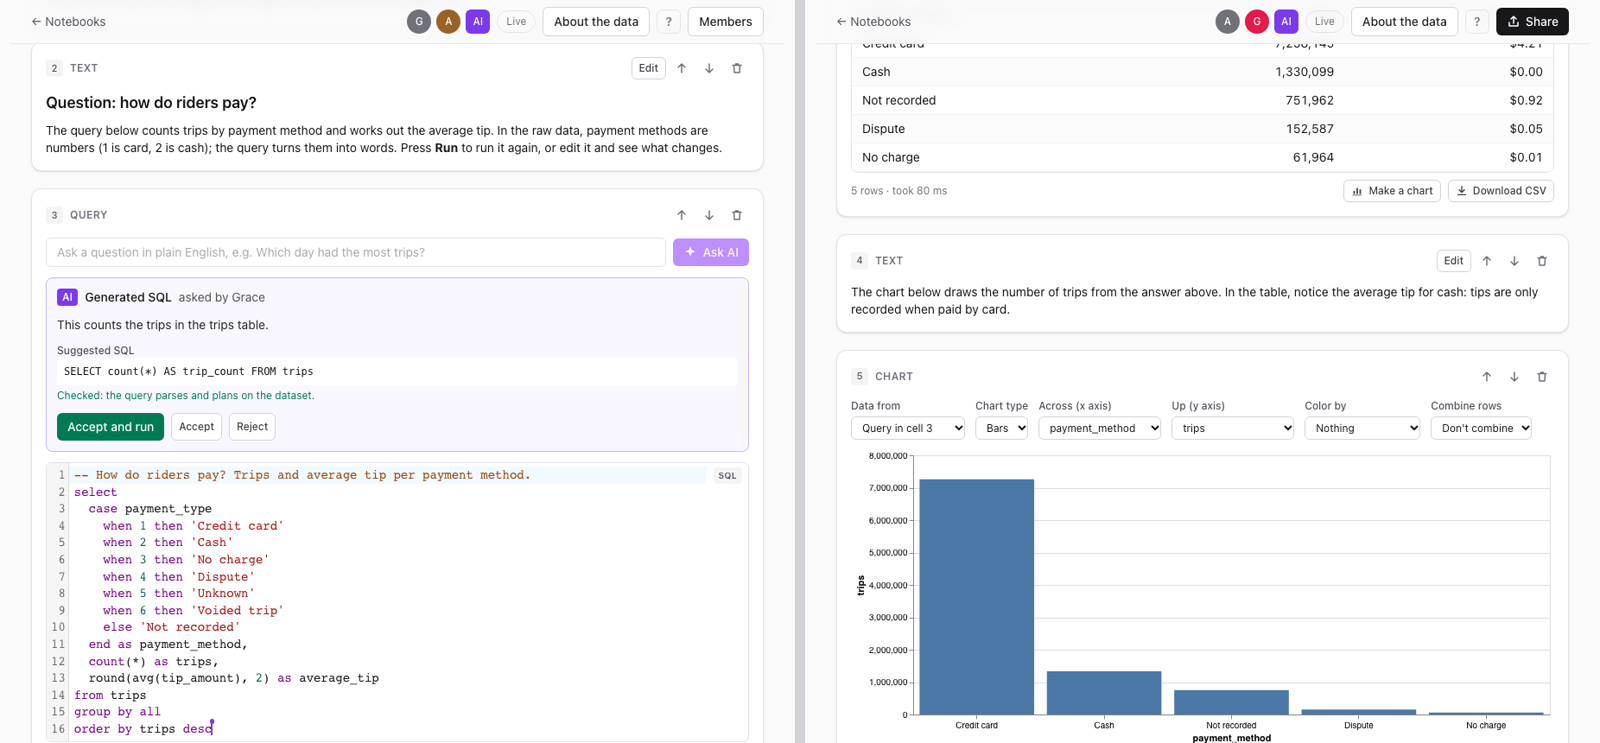 ← Notebooks
G A AI Live About the data ? Members
2 TEXT Edit
Question: how do riders pay?
The query below counts trips by payment method and works out the average tip. In the raw data, payment methods are
numbers (1 is card, 2 is cash); the query turns them into words. Press Run to run it again, or edit it and see what changes.
3 QUERY
Ask a question in plain English, e.g. Which day had the most trips?
Ask AI
AI Generated SQL asked by Grace
This counts the trips in the trips table.
Suggested SQL
SELECT count(*) AS trip_count FROM trips
Checked: the query parses and plans on the dataset.
Accept and run Accept Reject
SQL
1 -- How do riders pay? Trips and average tip per payment method.
2 select
3 case payment_type
4 when 1 then 'Credit card'
5 when 2 then 'Cash'
6 when 3 then 'No charge'
7 when 4 then 'Dispute'
8 when 5 then 'Unknown'
9 when 6 then 'Voided trip'
10 else 'Not recorded'
11 end as payment_method,
12 count(*) as trips,
13 round(avg(tip_amount), 2) as average_tip
14 from trips
15 group by all
16 order by trips desc
← Notebooks
A G AI Live About the data ? Share
Credit card $4.21
Cash 1,330,099 $0.00
Not recorded 751,962 $0.92
Dispute 152,587 $0.05
No charge 61,964 $0.01
5 rows · took 80 ms
Make a chart Download CSV
4 TEXT Edit
The chart below draws the number of trips from the answer above. In the table, notice the average tip for cash: tips are only
recorded when paid by card.
5 CHART
Data from Chart type Across (x axis) Up (y axis) Color by Combine rows
Query in cell 3 Bars payment_method trips Nothing Don't combine
8,000,000
7,000,000
6,000,000
5,000,000
4,000,000
3,000,000
2,000,000
1,000,000
0
trips
Credit card Cash Not recorded Dispute No charge
payment_method